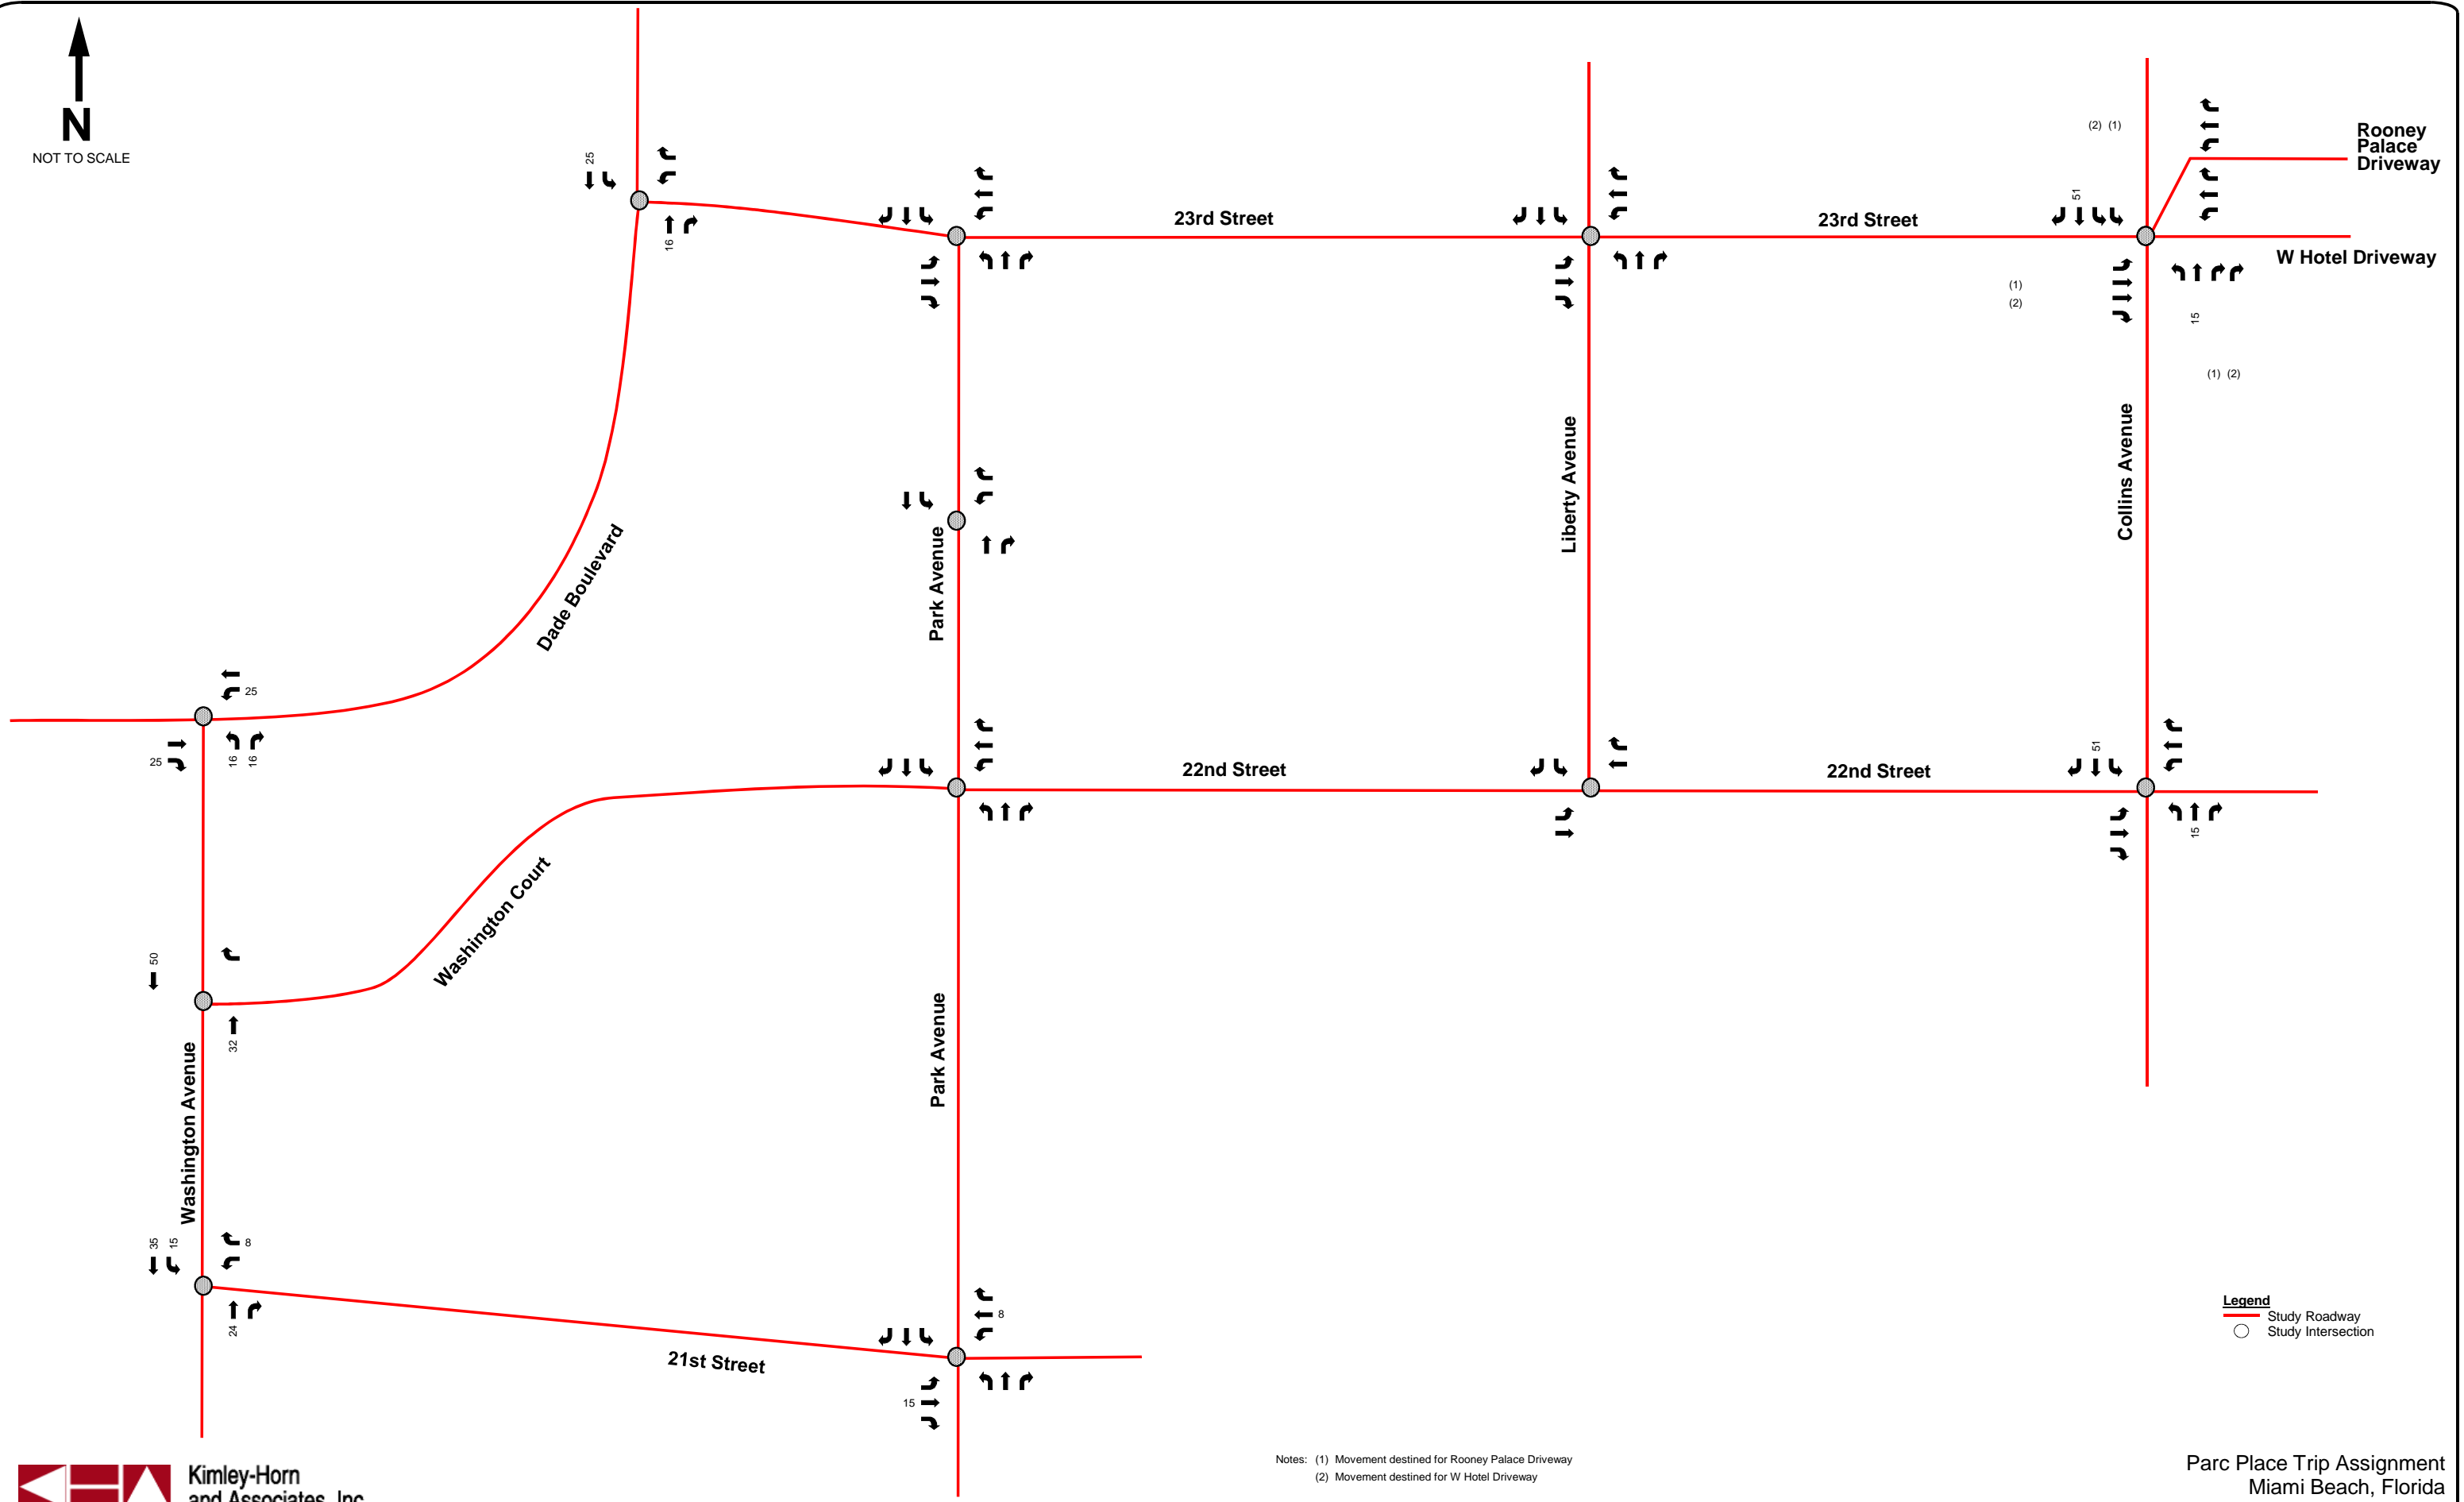 N
NOT TO SCALE
25
16
(2) (1)
Rooney
Palace
Driveway
51
23rd Street
23rd Street
W Hotel Driveway
(1)
(2)
15
(1) (2)
Dade Boulevard
Park Avenue
Liberty Avenue
Collins Avenue
25
25
16
16
22nd Street
22nd Street
51
15
Washington Court
50
32
Washington Avenue
Park Avenue
35
15
8
24
21st Street
8
15
Legend
Study Roadway
Study Intersection
Notes: (1) Movement destined for Rooney Palace Driveway
(2) Movement destined for W Hotel Driveway
Kimley-Horn
and Associates, Inc
Parc Place Trip Assignment
Miami Beach, Florida